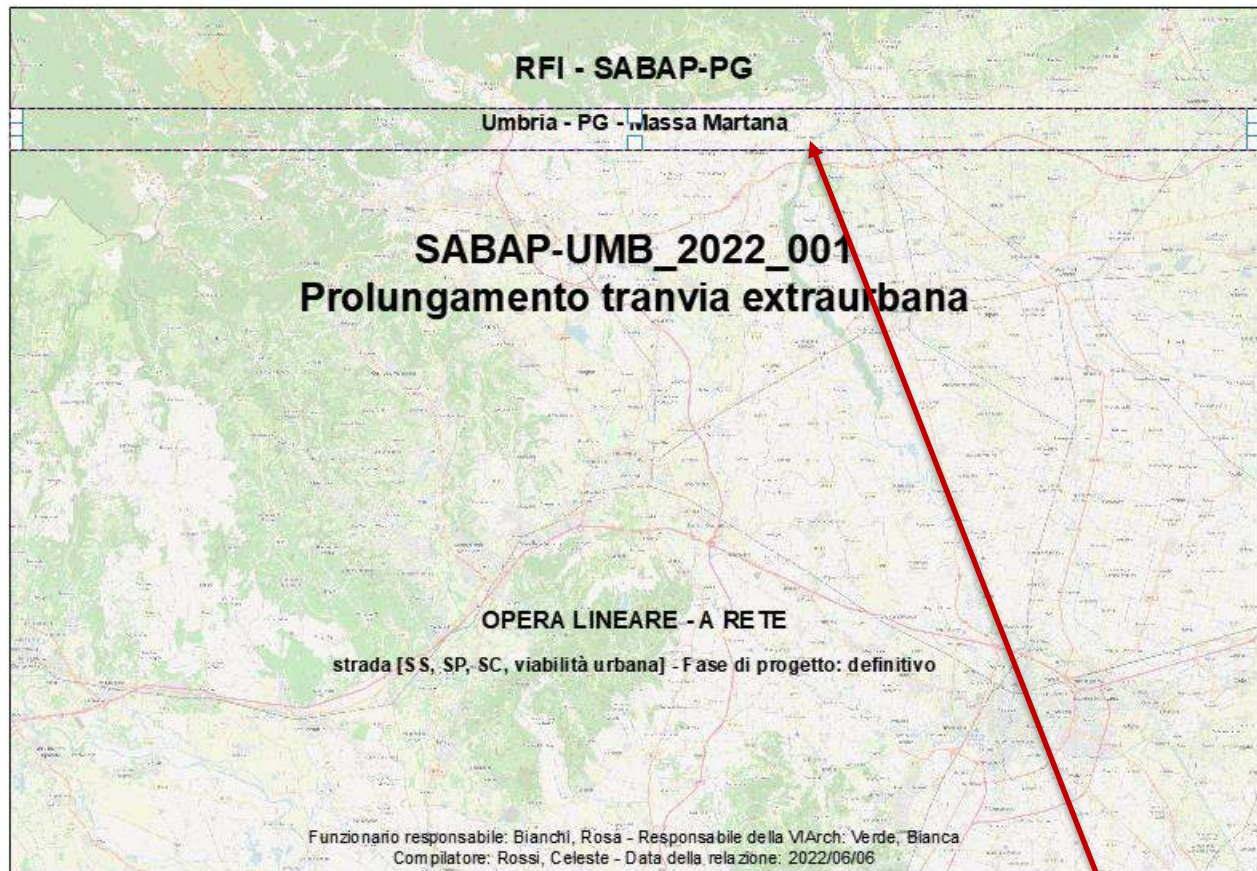 RFI - SABAP-PG
Umbria - PG - Massa Martana
SABAP-UMB_2022_001
Prolungamento tranvia extraurbana
OPERA LINEARE - A RETE
strada [SS, SP, SC, viabilità urbana] - Fase di progetto: definitivo
Funzionario responsabile: Bianchi, Rosa - Responsabile della VIArch: Verde, Bianca
Compilatore: Rossi, Celeste - Data della relazione: 2022/06/06